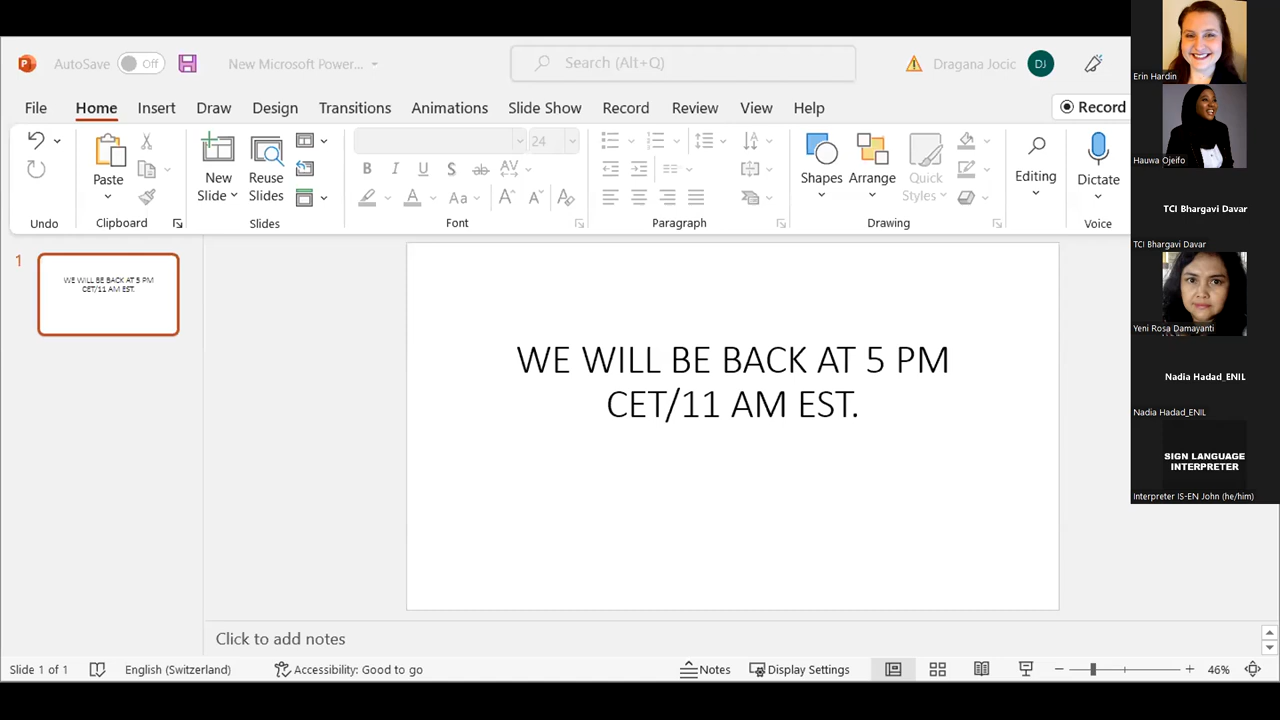 AutoSave Off New Microsoft Power... Search (Alt+Q) Dragana Jocic DJ
File Home Insert Draw Design Transitions Animations Slide Show Record Review View Help Record
Paste
New Slide
Reuse Slides
24
B I U S ab AV
A Aa A A A
Shapes
Arrange
Quick Styles
Editing
Dictate
Undo Clipboard Slides Font Paragraph Drawing Voice
1
WE WILL BE BACK AT 5 PM
CET/11 AM EST.
WE WILL BE BACK AT 5 PM
CET/11 AM EST.
Click to add notes
Slide 1 of 1 English (Switzerland) Accessibility: Good to go Notes Display Settings 46%
Erin Hardin
Hauwa Ojeifo
TCI Bhargavi Davar
TCI Bhargavi Davar
Yeni Rosa Damayanti
Nadia Hadad_ENIL
Nadia Hadad_ENIL
SIGN LANGUAGE
INTERPRETER
Interpreter IS-EN John (he/him)